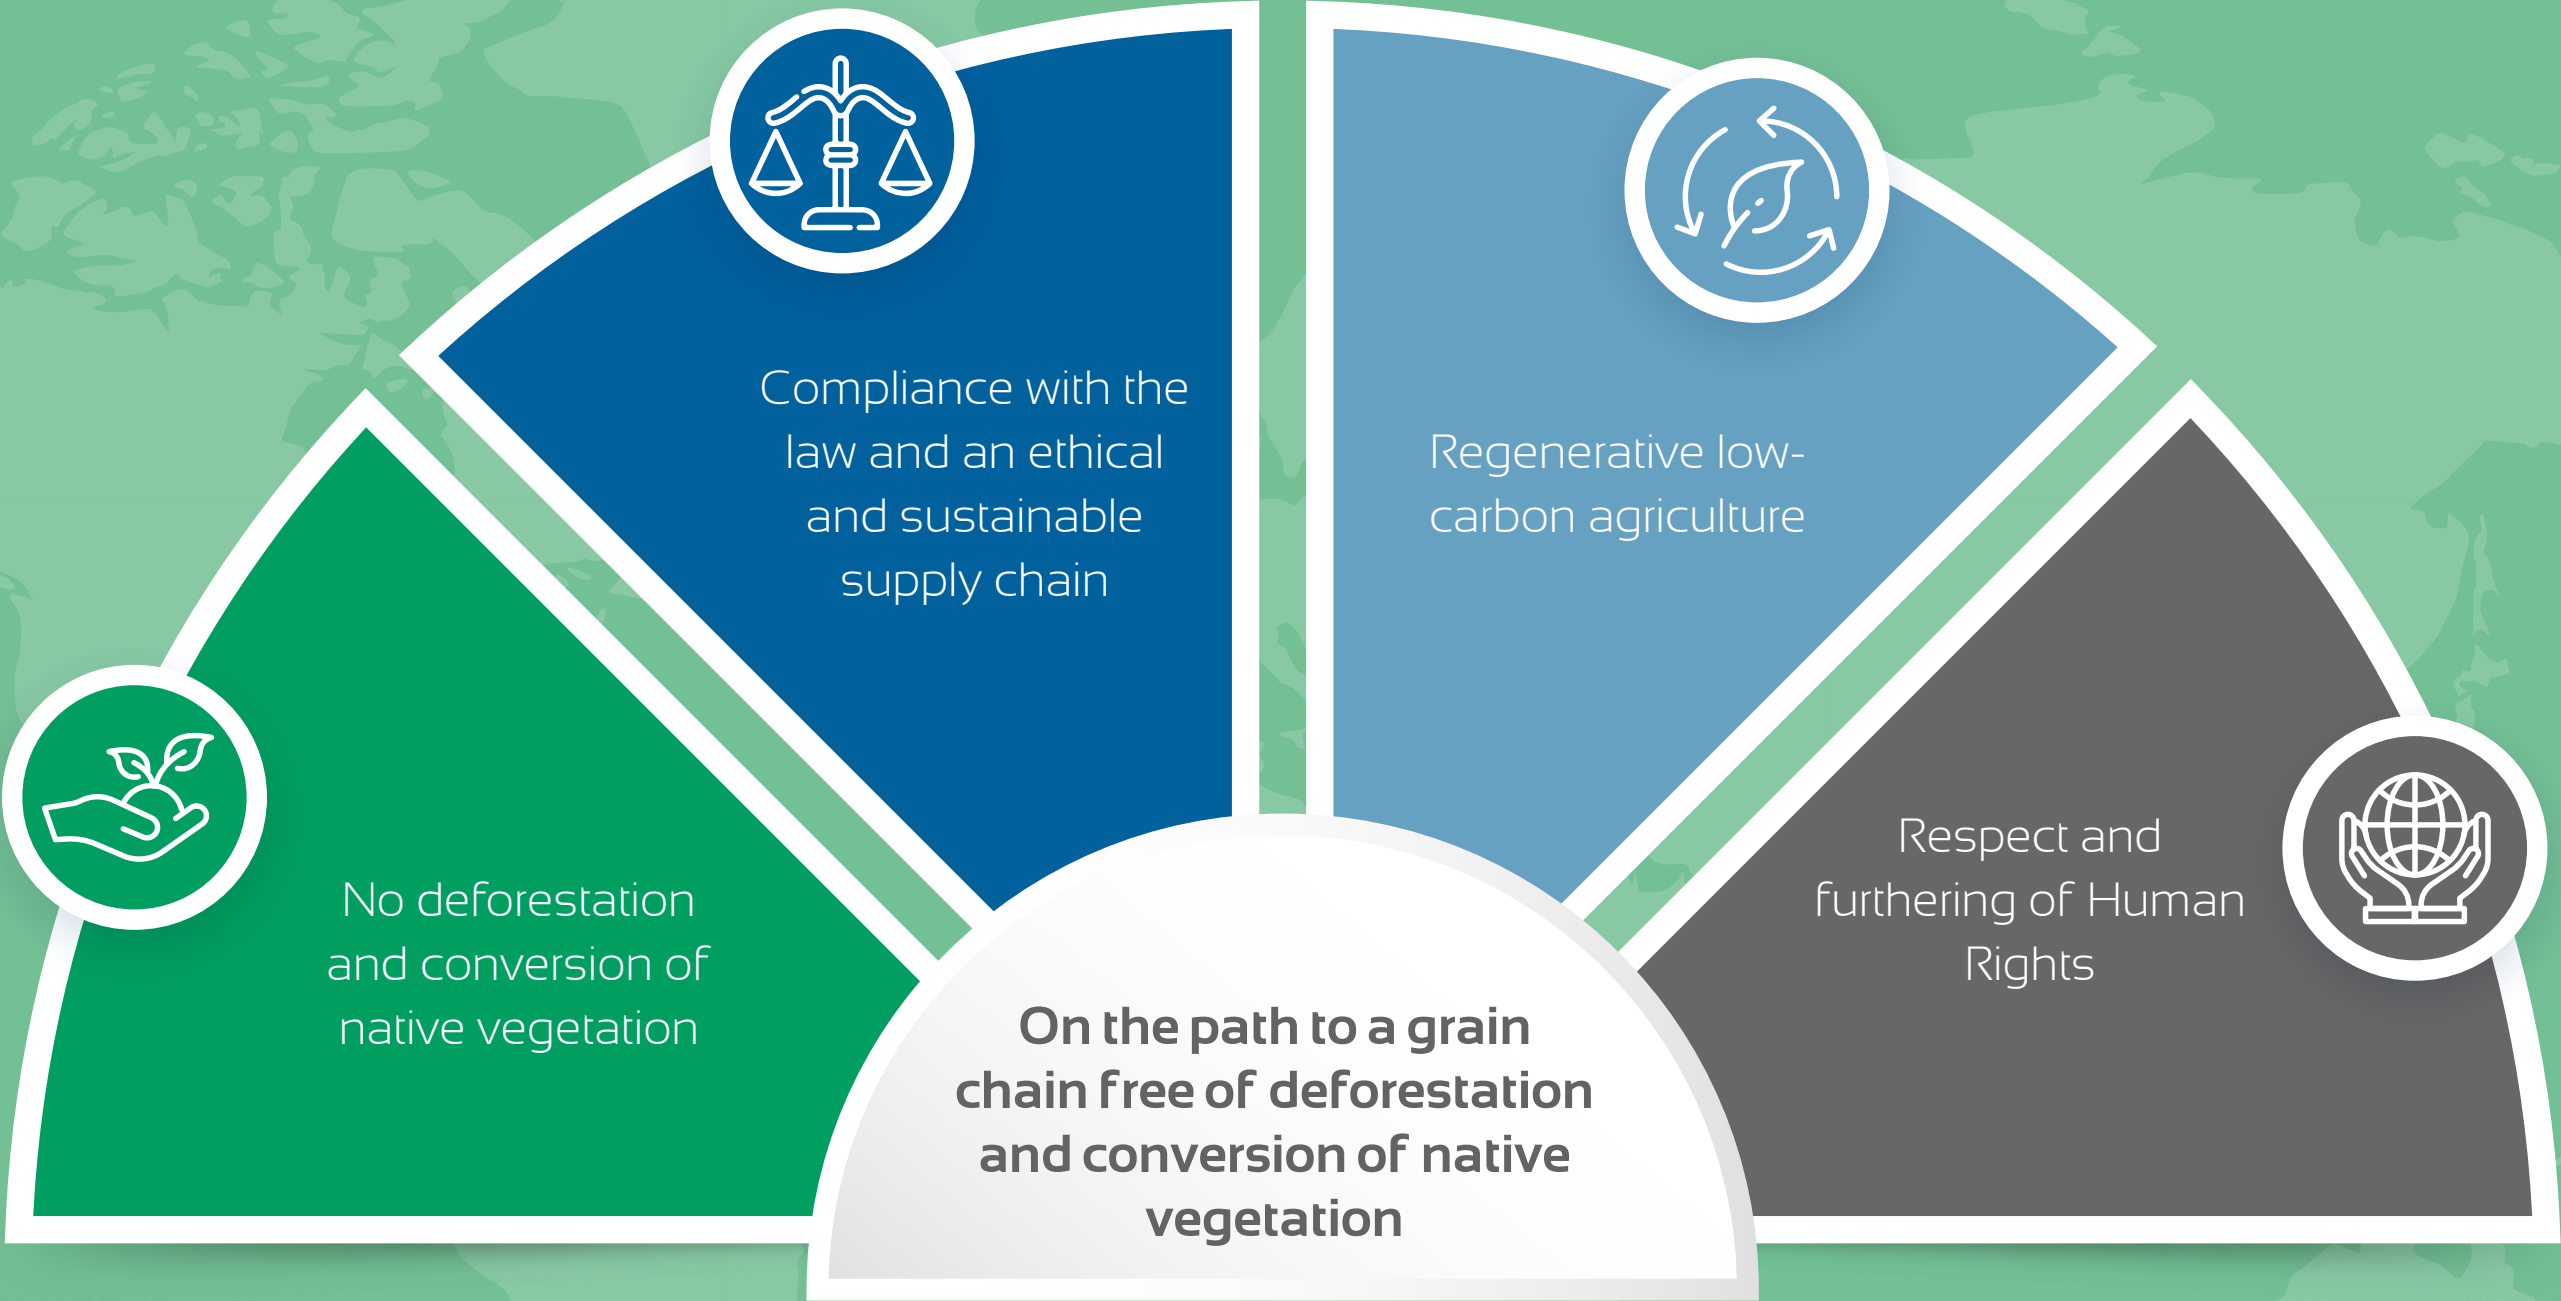 Compliance with the
law and an ethical
and sustainable
supply chain
Regenerative low-
carbon agriculture
No deforestation
and conversion of
native vegetation
Respect and
furthering of Human
Rights
On the path to a grain
chain free of deforestation
and conversion of native
vegetation